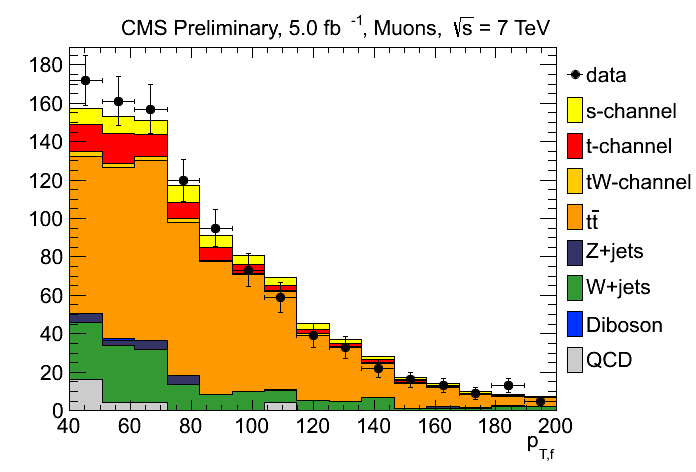 CMS Preliminary, 5.0 fb⁻¹, Muons, √s = 7 TeV
180
160
140
120
100
80
60
40
20
0
40 60 80 100 120 140 160 180 200
p_T,f
data
s-channel
t-channel
tW-channel
tt̄
Z+jets
W+jets
Diboson
QCD